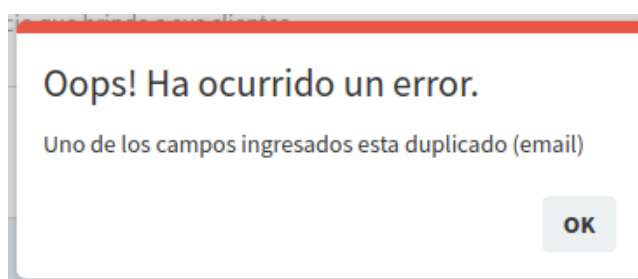 Oops! Ha ocurrido un error.
Uno de los campos ingresados esta duplicado (email)
OK